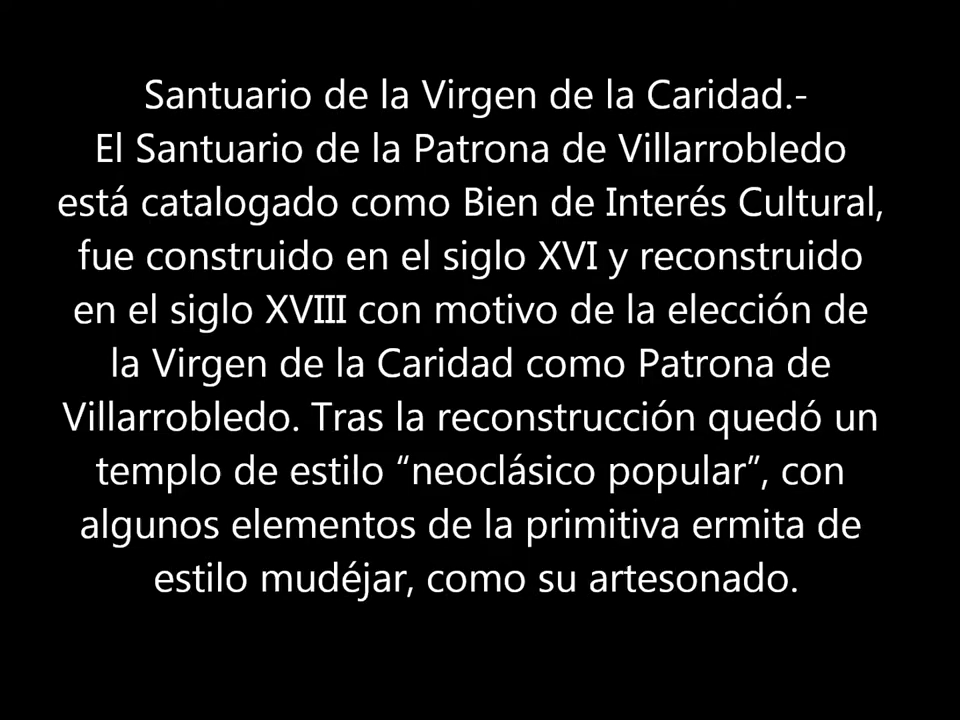 Santuario de la Virgen de la Caridad.-
El Santuario de la Patrona de Villarrobledo
está catalogado como Bien de Interés Cultural,
fue construido en el siglo XVI y reconstruido
en el siglo XVIII con motivo de la elección de
la Virgen de la Caridad como Patrona de
Villarrobledo. Tras la reconstrucción quedó un
templo de estilo “neoclásico popular”, con
algunos elementos de la primitiva ermita de
estilo mudéjar, como su artesonado.